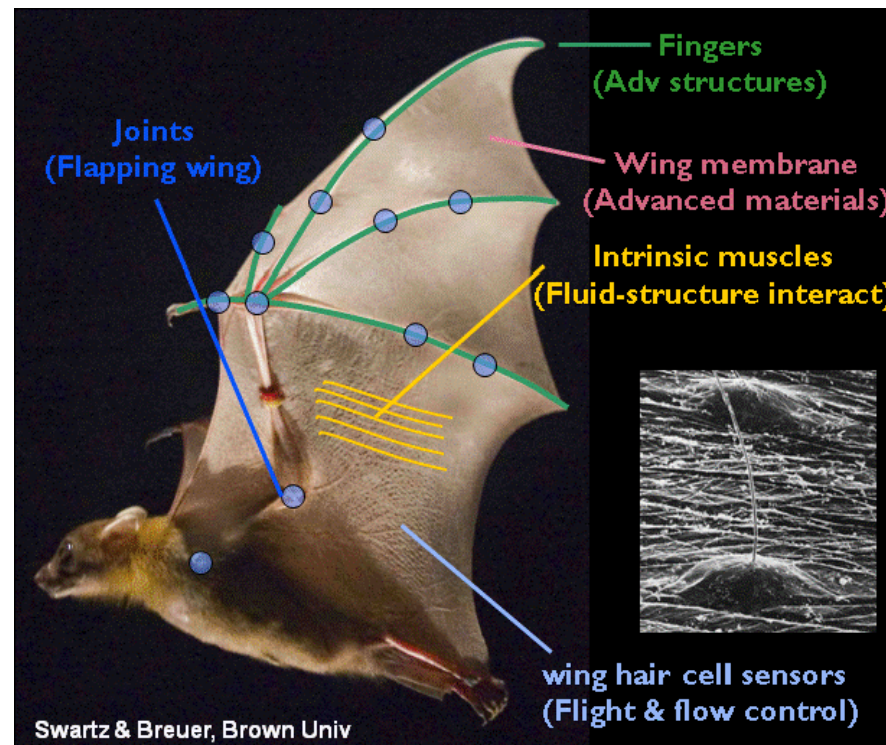 Fingers
(Adv structures)
Joints
(Flapping wing)
Wing membrane
(Advanced materials)
Intrinsic muscles
(Fluid-structure interact)
wing hair cell sensors
(Flight & flow control)
Swartz & Breuer, Brown Univ